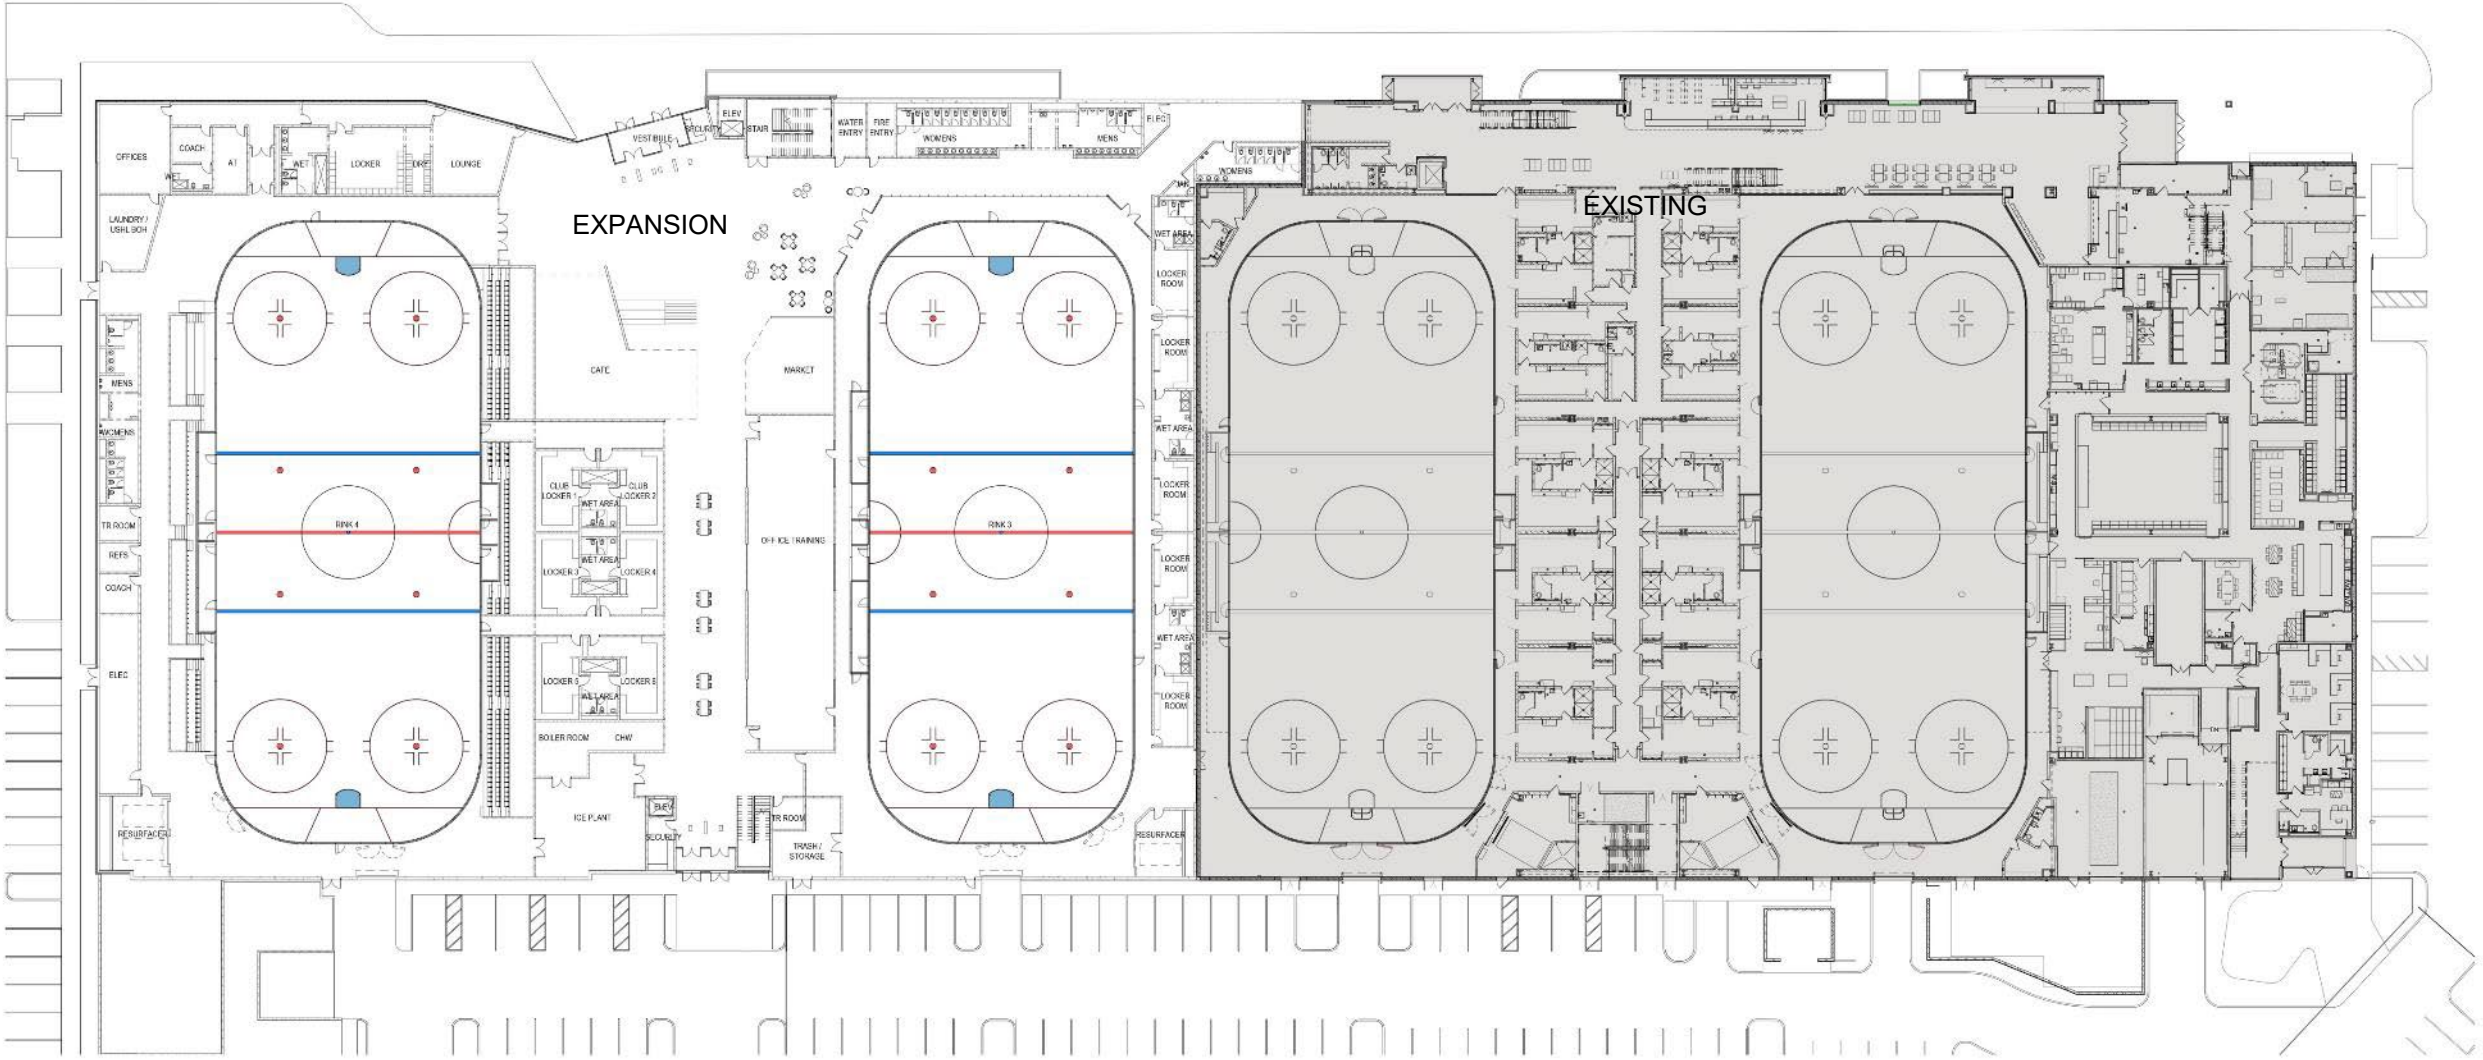 EXPANSION
EXISTING
OFFICES
COACH
WET
AT
WET
LOCKER
DRY
LOUNGE
VESTIBULE
SECURITY
ELEV
STAIR
WATER
ENTRY
FIRE
ENTRY
WOMENS
MENS
ELEC
WOMENS
JAN
LAUNDRY /
USHL BOH
WET AREA
LOCKER
ROOM
LOCKER
ROOM
WET AREA
LOCKER
ROOM
LOCKER
ROOM
WET AREA
LOCKER
ROOM
CAFE
MARKET
MENS
WOMENS
TR ROOM
REFS
COACH
ELEC
RINK 4
CLUB
LOCKER 1
CLUB
LOCKER 2
WET AREA
WET AREA
LOCKER 3
LOCKER 4
LOCKER 5
LOCKER 6
WET AREA
BOILER ROOM
CHW
OFF ICE TRAINING
RINK 3
RESURFACER
ICE PLANT
ELEV
SECURITY
TR ROOM
TRASH /
STORAGE
RESURFACER